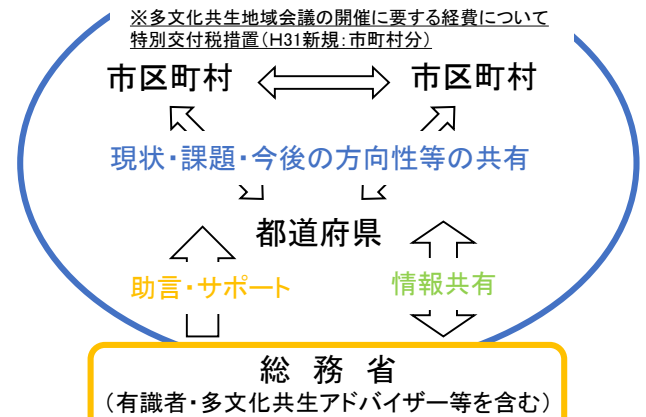 ※多文化共生地域会議の開催に要する経費について
特別交付税措置（H31新規：市町村分）
市区町村
市区町村
現状・課題・今後の方向性等の共有
都道府県
助言・サポート
情報共有
総務省
（有識者・多文化共生アドバイザー等を含む）